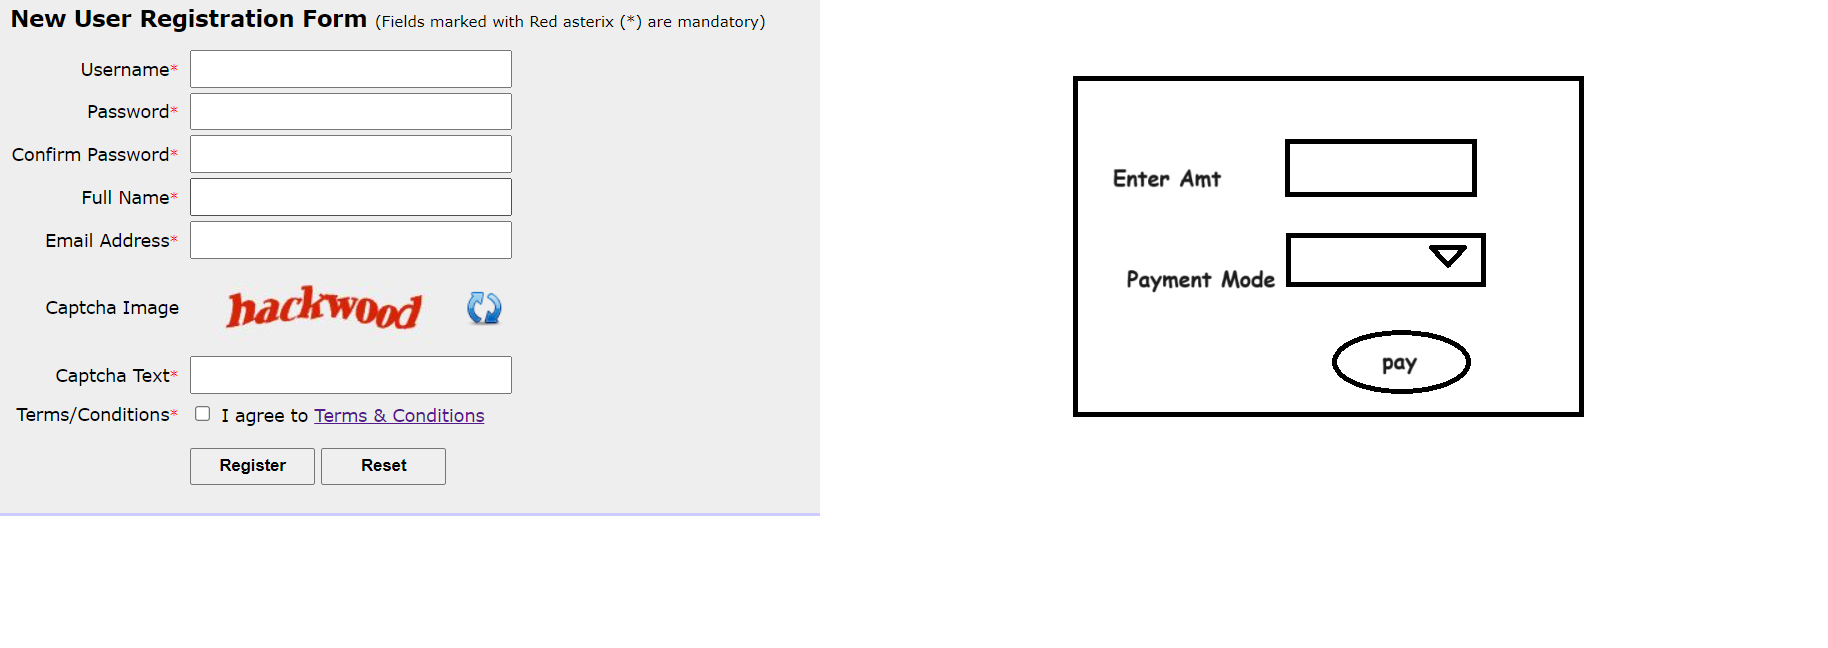 New User Registration Form (Fields marked with Red asterix (*) are mandatory)
Username*
Password*
Confirm Password*
Full Name*
Email Address*
Captcha Image hackwood
Captcha Text*
Terms/Conditions* I agree to Terms & Conditions
Register Reset
Enter Amt
Payment Mode
pay